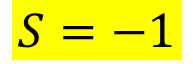 S = −1